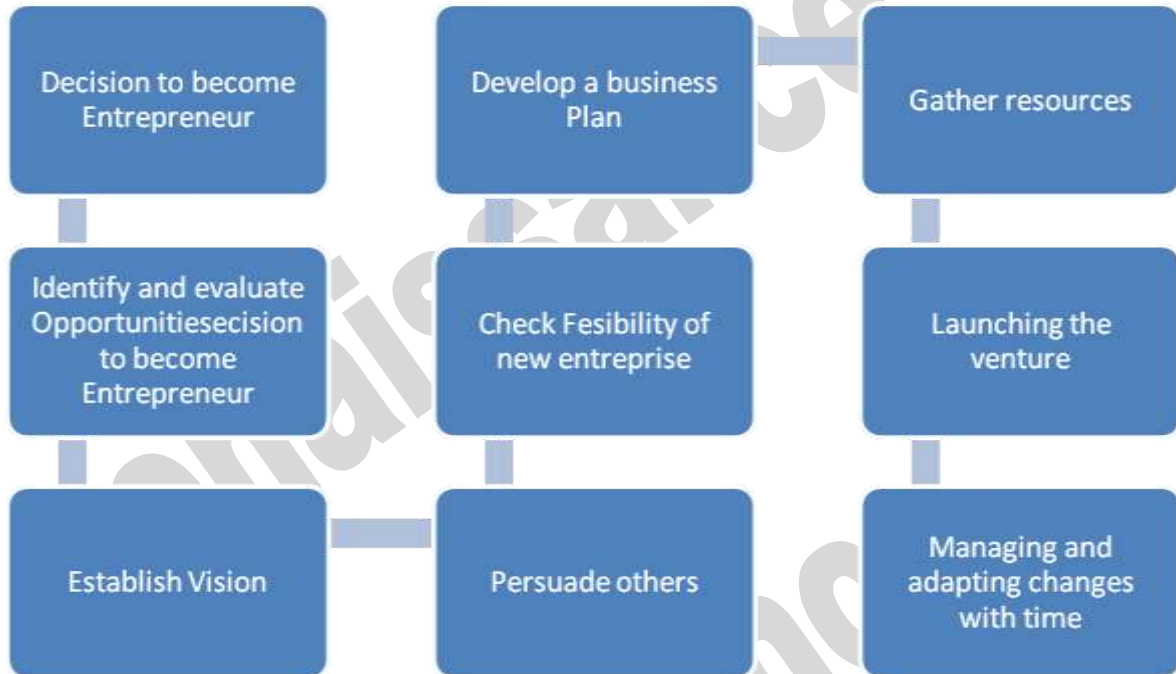 Decision to become
Entrepreneur
Identify and evaluate
Opportunitiesecision
to become
Entrepreneur
Establish Vision
Persuade others
Check Fesibility of
new entreprise
Develop a business
Plan
Gather resources
Launching the
venture
Managing and
adapting changes
with time